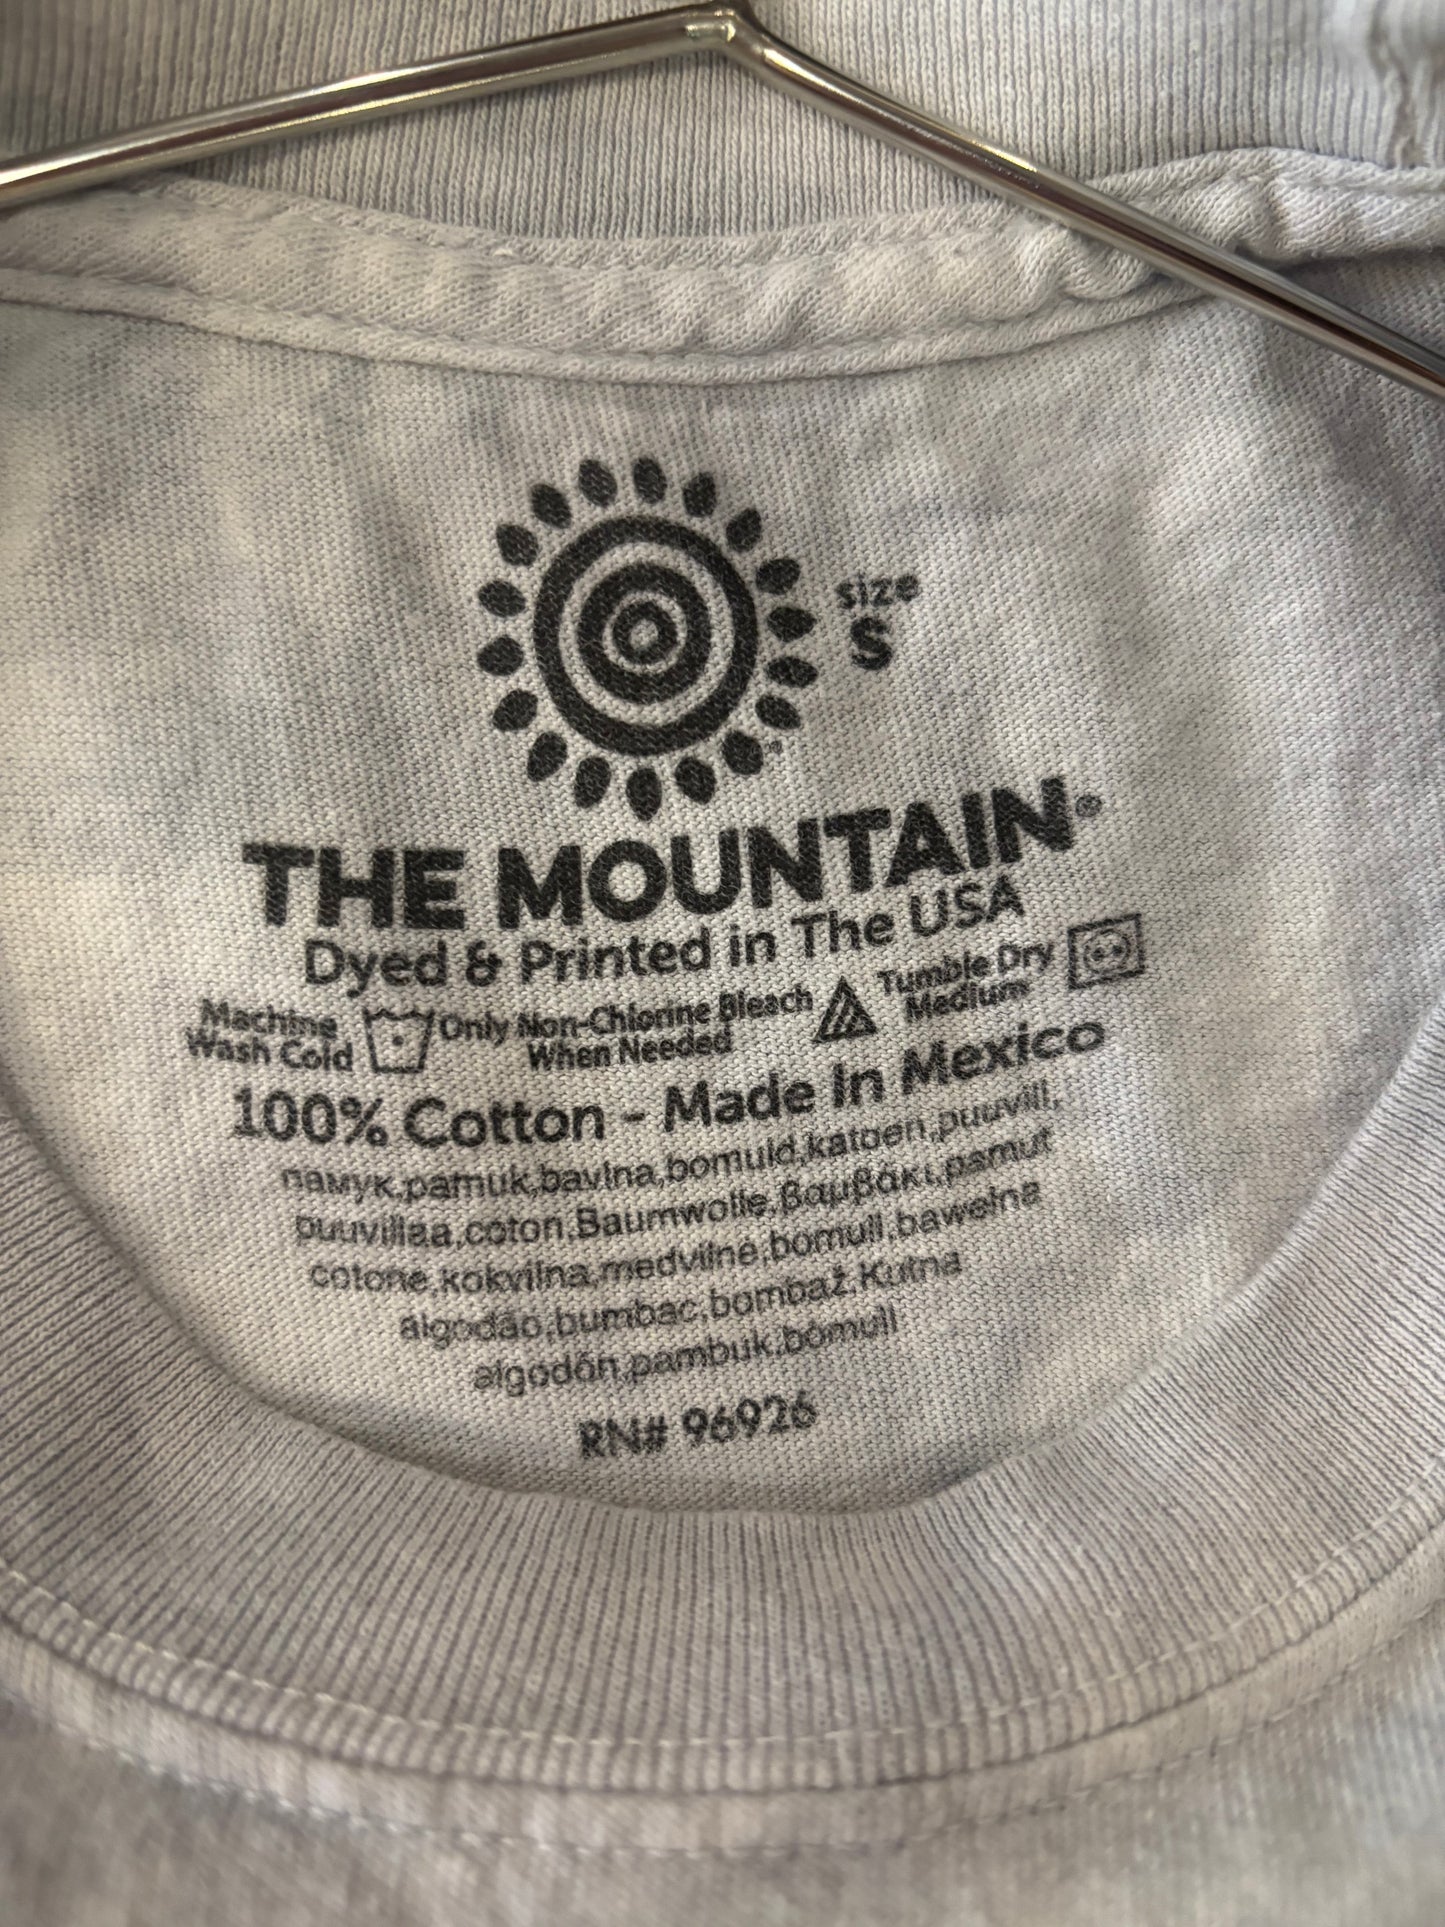 size
S
THE MOUNTAIN®
Dyed & Printed in The USA
Machine Wash Cold
Only Non-Chlorine Bleach When Needed
Tumble Dry Medium
100% Cotton - Made In Mexico
памук,pamuk,bavlna,bomuld,katoen,puuvill,
puuvillaa,coton,Baumwolle,βαμβάκι,pamut
cotone,kokvilna,medvilnė,bomull,bawełna
algodão,bumbac,bombaž,Kutna
algodón,pambuk,bómull
RN# 96926